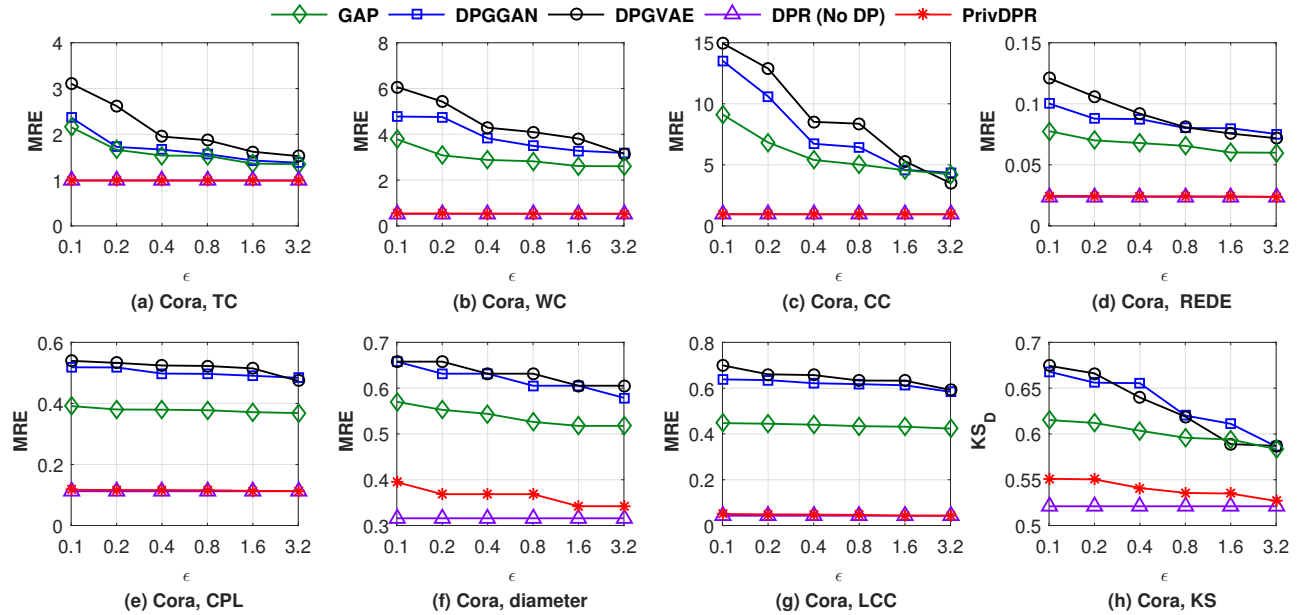 GAP DPGGAN DPGVAE DPR (No DP) PrivDPR
4
3
2
1
0
MRE
0.1 0.2 0.4 0.8 1.6 3.2
ϵ
(a) Cora, TC
8
6
4
2
0
MRE
0.1 0.2 0.4 0.8 1.6 3.2
ϵ
(b) Cora, WC
15
10
5
0
MRE
0.1 0.2 0.4 0.8 1.6 3.2
ϵ
(c) Cora, CC
0.15
0.1
0.05
0
MRE
0.1 0.2 0.4 0.8 1.6 3.2
ϵ
(d) Cora, REDE
0.6
0.4
0.2
0
MRE
0.1 0.2 0.4 0.8 1.6 3.2
ϵ
(e) Cora, CPL
0.7
0.6
0.5
0.4
0.3
MRE
0.1 0.2 0.4 0.8 1.6 3.2
ϵ
(f) Cora, diameter
0.8
0.6
0.4
0.2
0
MRE
0.1 0.2 0.4 0.8 1.6 3.2
ϵ
(g) Cora, LCC
0.7
0.65
0.6
0.55
0.5
KS_D
0.1 0.2 0.4 0.8 1.6 3.2
ϵ
(h) Cora, KS